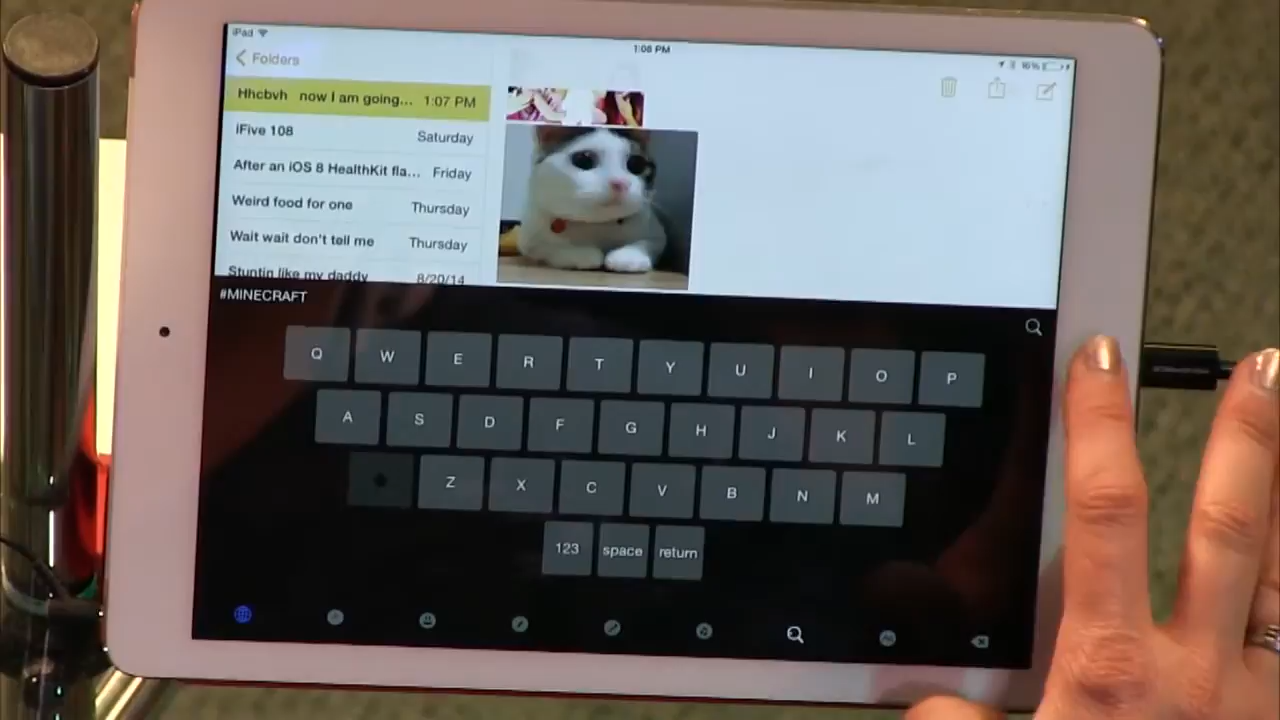 iPad
1:08 PM
16%
Folders
Hhcbvh now I am going... 1:07 PM
iFive 108 Saturday
After an iOS 8 HealthKit fla... Friday
Weird food for one Thursday
Wait wait don't tell me Thursday
Stuntin like my daddy 8/20/14
#MINECRAFT
Q W E R T Y U I O P
A S D F G H J K L
Z X C V B N M
123 space return